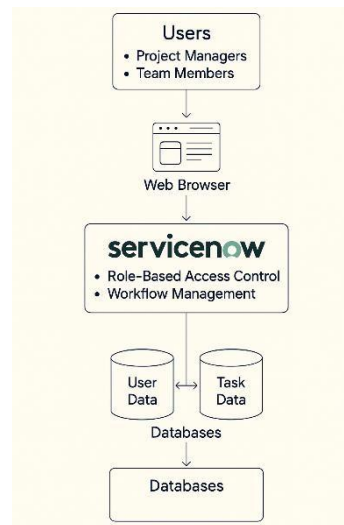 Users
• Project Managers
• Team Members
Web Browser
servicenow
• Role-Based Access Control
• Workflow Management
User Data
Task Data
Databases
Databases